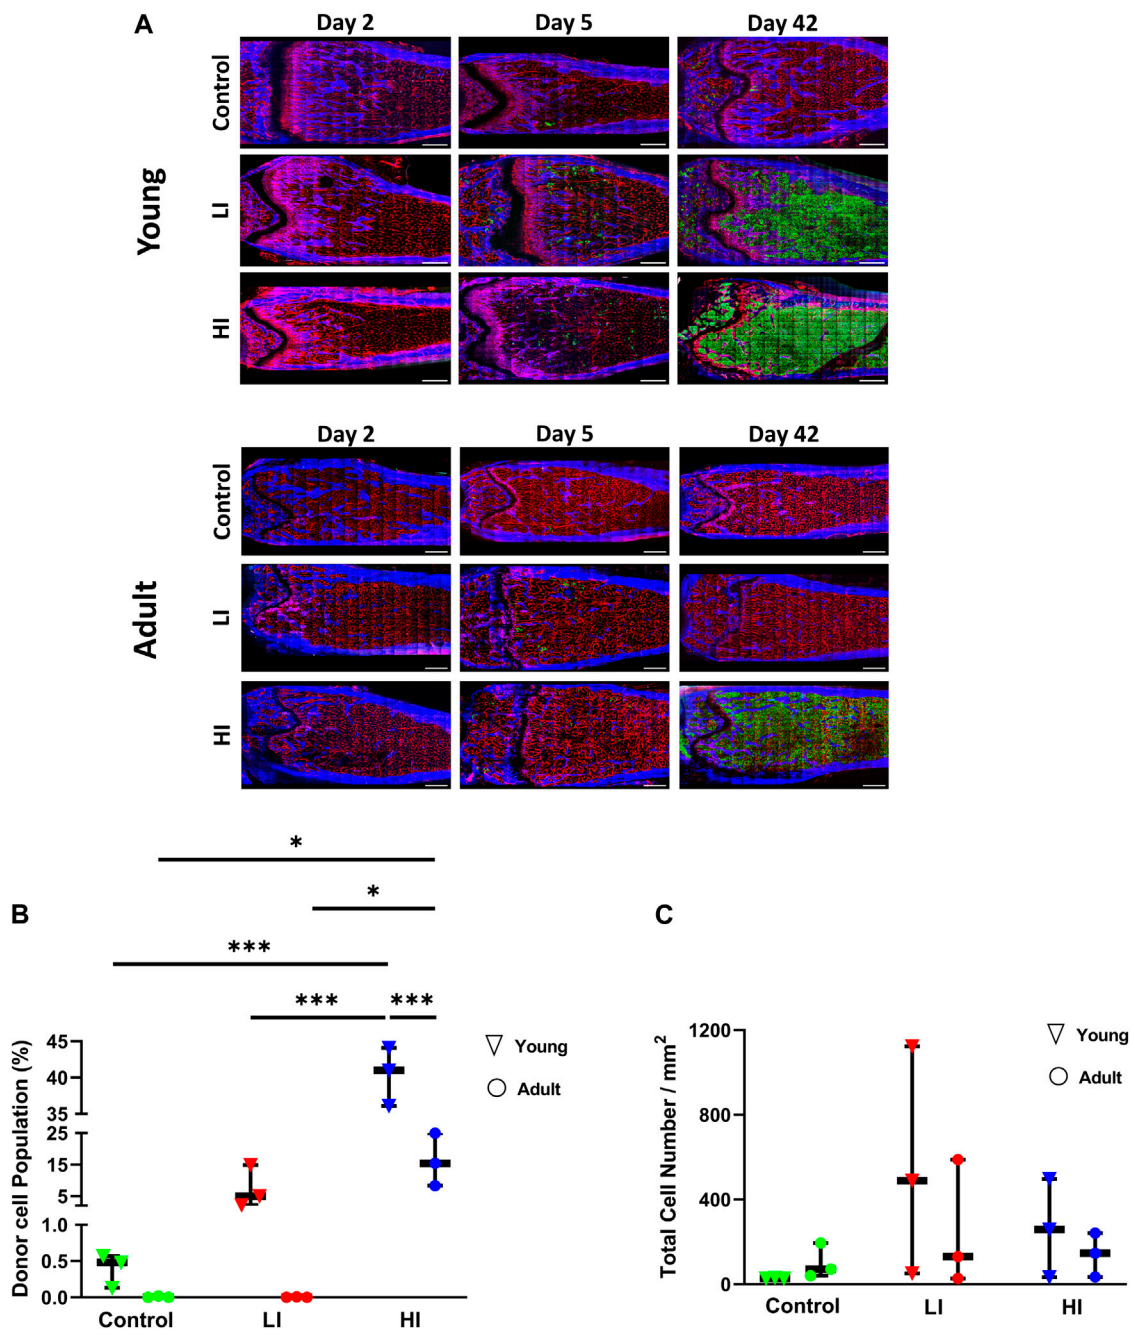 A
Day 2 Day 5 Day 42
Young
Control
LI
HI
Day 2 Day 5 Day 42
Adult
Control
LI
HI
B
*
*
***
*** ***
Donor cell Population (%)
45
40
35
25
15
5
1.0
0.5
0.0
Control LI HI
Young
Adult
C
Total Cell Number / mm²
1200
800
400
0
Control LI HI
Young
Adult